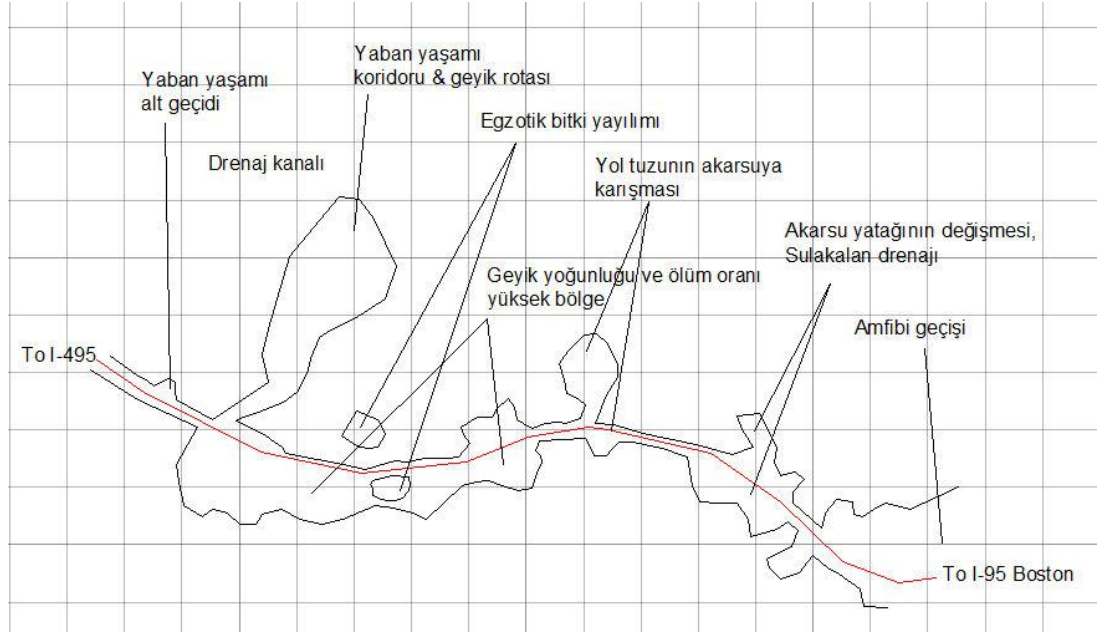 Yaban yaşamı
alt geçidi
Yaban yaşamı
koridoru & geyik rotası
Drenaj kanalı
Egzotik bitki yayılımı
Yol tuzunın akarsuya
karışması
Akarsu yatağının değişmesi,
Sulakalan drenajı
Geyik yoğunluğu ve ölüm oranı
yüksek bölge
Amfibi geçişi
To I-495
To I-95 Boston